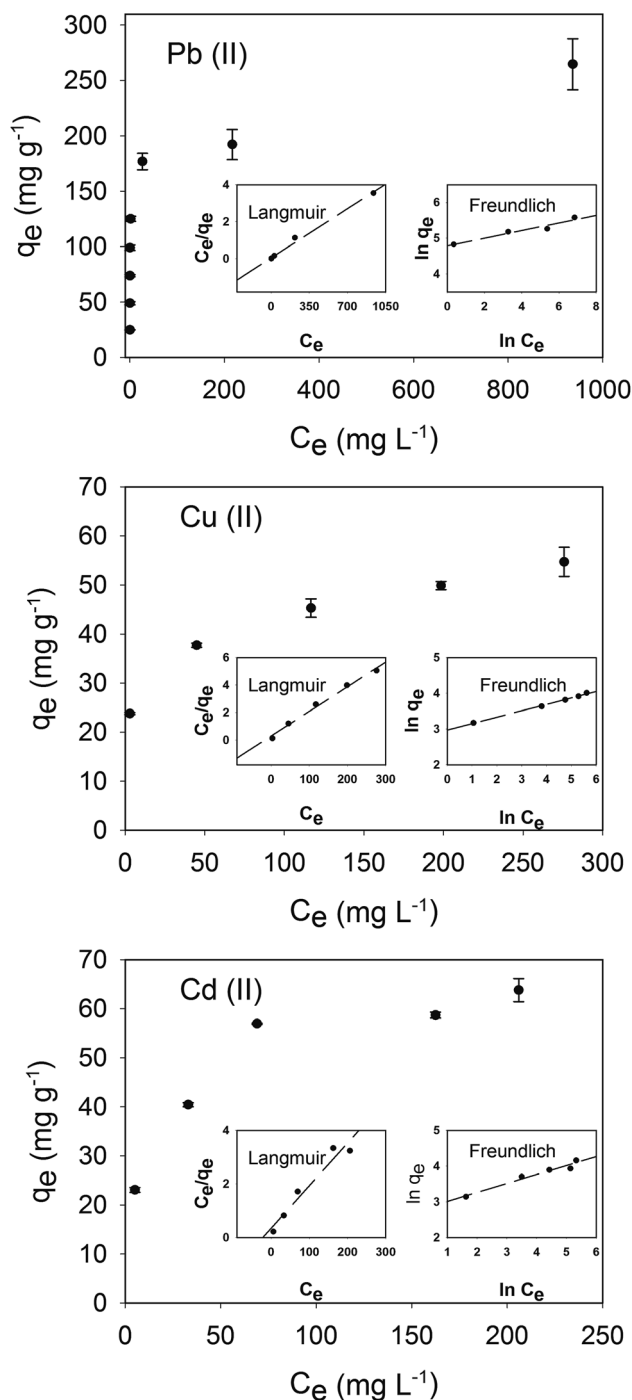 Pb (II)
qe (mg g⁻¹)
300
250
200
150
100
50
0
Langmuir
Ce/qe
4
2
0
0 350 700 1050
Ce
Freundlich
ln qe
6
5
4
0 2 4 6 8
ln Ce
0 200 400 600 800 1000
Ce (mg L⁻¹)
Cu (II)
qe (mg g⁻¹)
70
60
50
40
30
20
10
0
Langmuir
Ce/qe
6
4
2
0
0 100 200 300
Ce
Freundlich
ln qe
5
4
3
2
0 1 2 3 4 5 6
ln Ce
0 50 100 150 200 250 300
Ce (mg L⁻¹)
Cd (II)
qe (mg g⁻¹)
70
60
50
40
30
20
10
0
Langmuir
Ce/qe
4
2
0
0 100 200 300
Ce
Freundlich
ln qe
5
4
3
2
1 2 3 4 5 6
ln Ce
0 50 100 150 200 250
Ce (mg L⁻¹)